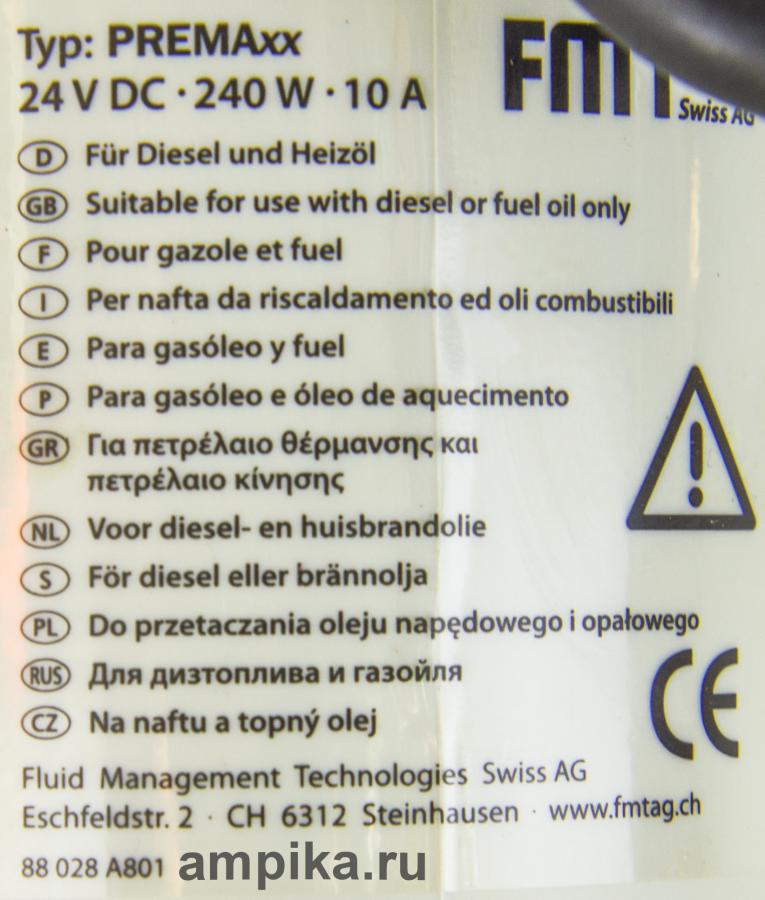 Typ: PREMAxx
24 V DC · 240 W · 10 A
FMT
Swiss AG
D Für Diesel und Heizöl
GB Suitable for use with diesel or fuel oil only
F Pour gazole et fuel
I Per nafta da riscaldamento ed oli combustibili
E Para gasóleo y fuel
P Para gasóleo e óleo de aquecimento
GR Για πετρέλαιο θέρμανσης και
πετρέλαιο κίνησης
NL Voor diesel- en huisbrandolie
S För diesel eller brännolja
PL Do przetaczania oleju napędowego i opałowego
RUS Для дизтоплива и газойля
CZ Na naftu a topný olej
CE
Fluid Management Technologies Swiss AG
Eschfeldstr. 2 · CH 6312 Steinhausen · www.fmtag.ch
88 028 A801
ampika.ru